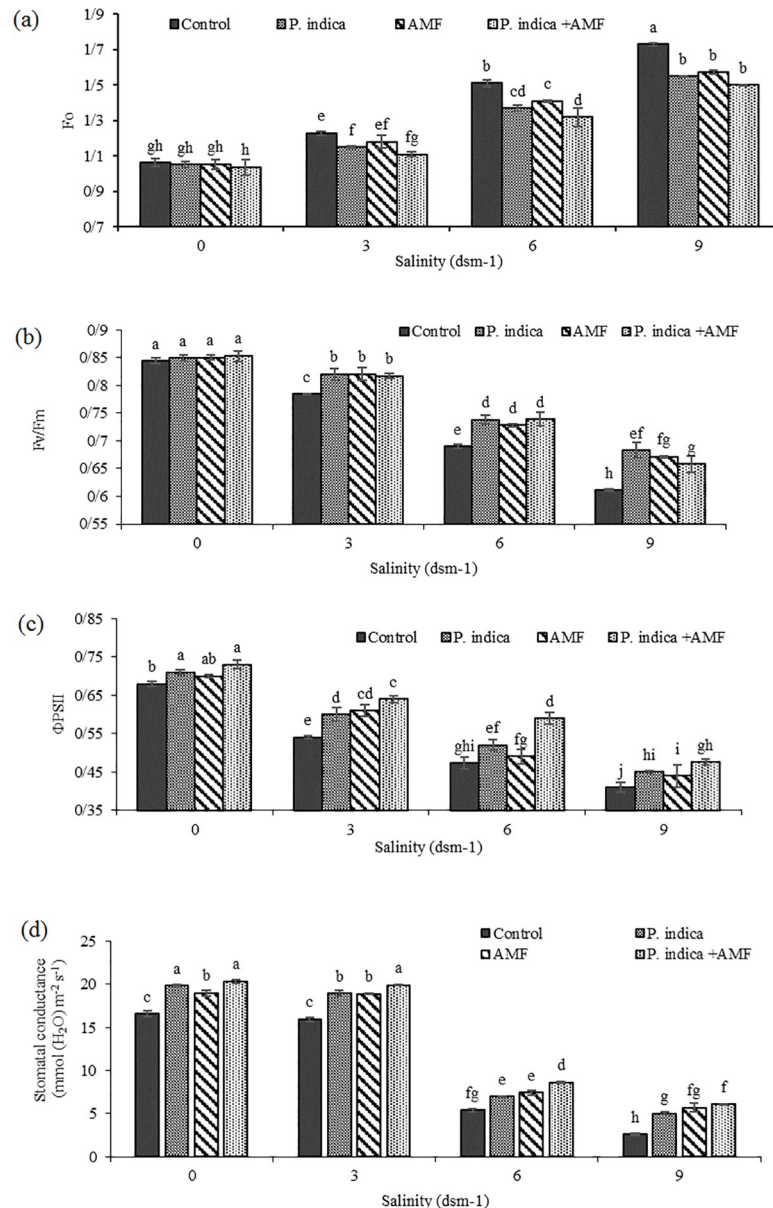 (a)
Control P. indica AMF P. indica +AMF
1/9
1/7
1/5
1/3
1/1
0/9
0/7
Fo
gh gh gh h
e f ef fg
b cd c d
a b b b
0 3 6 9
Salinity (dsm-1)
(b)
Control P. indica AMF P. indica +AMF
0/9
0/85
0/8
0/75
0/7
0/65
0/6
0/55
Fv/Fm
a a a a
c b b b
e d d d
h ef fg g
0 3 6 9
Salinity (dsm-1)
(c)
Control P. indica AMF P. indica +AMF
0/85
0/75
0/65
0/55
0/45
0/35
ΦPSII
b a ab a
e d cd c
ghi ef fg d
j hi i gh
0 3 6 9
Salinity (dsm-1)
(d)
Control P. indica
AMF P. indica +AMF
25
20
15
10
5
0
Stomatal conductance
(mmol (H₂O) m⁻² s⁻¹)
c a b a
c b b a
fg e e d
h g fg f
0 3 6 9
Salinity (dsm-1)